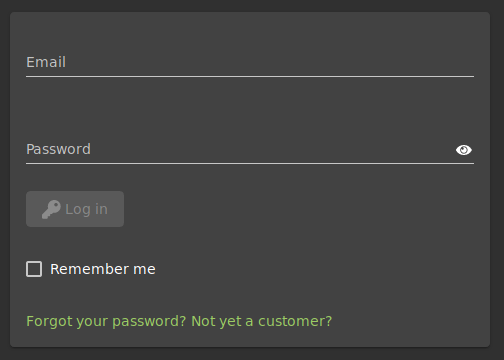 Email
Password
Log in
Remember me
Forgot your password? Not yet a customer?